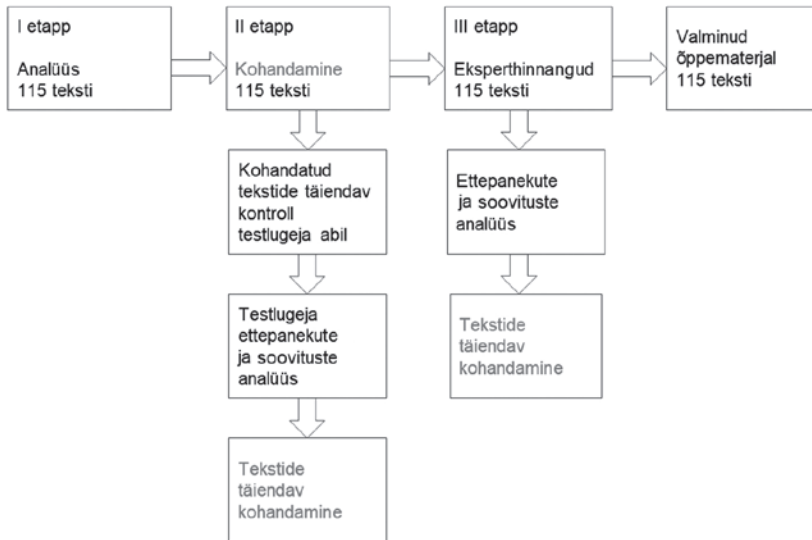 I etapp
Analüüs
115 teksti
II etapp
Kohandamine
115 teksti
III etapp
Eksperthinnangud
115 teksti
Valminud
õppematerjal
115 teksti
Kohandatud
tekstide täiendav
kontroll
testlugeja abil
Ettepanekute
ja soovituste
analüüs
Testlugeja
ettepanekute
ja soovituste
analüüs
Tekstide
täiendav
kohandamine
Tekstide
täiendav
kohandamine